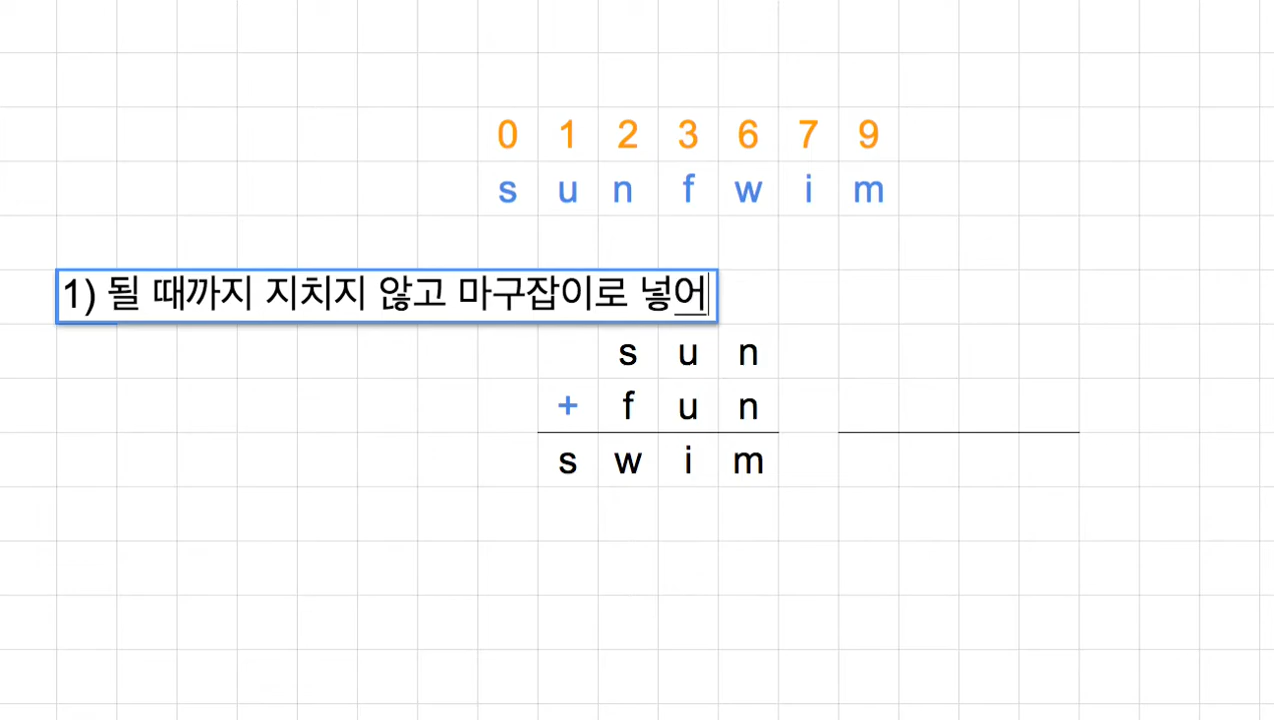 0 1 2 3 6 7 9
s u n f w i m
1) 될 때까지 지치지 않고 마구잡이로 넣어
s u n
+ f u n
s w i m